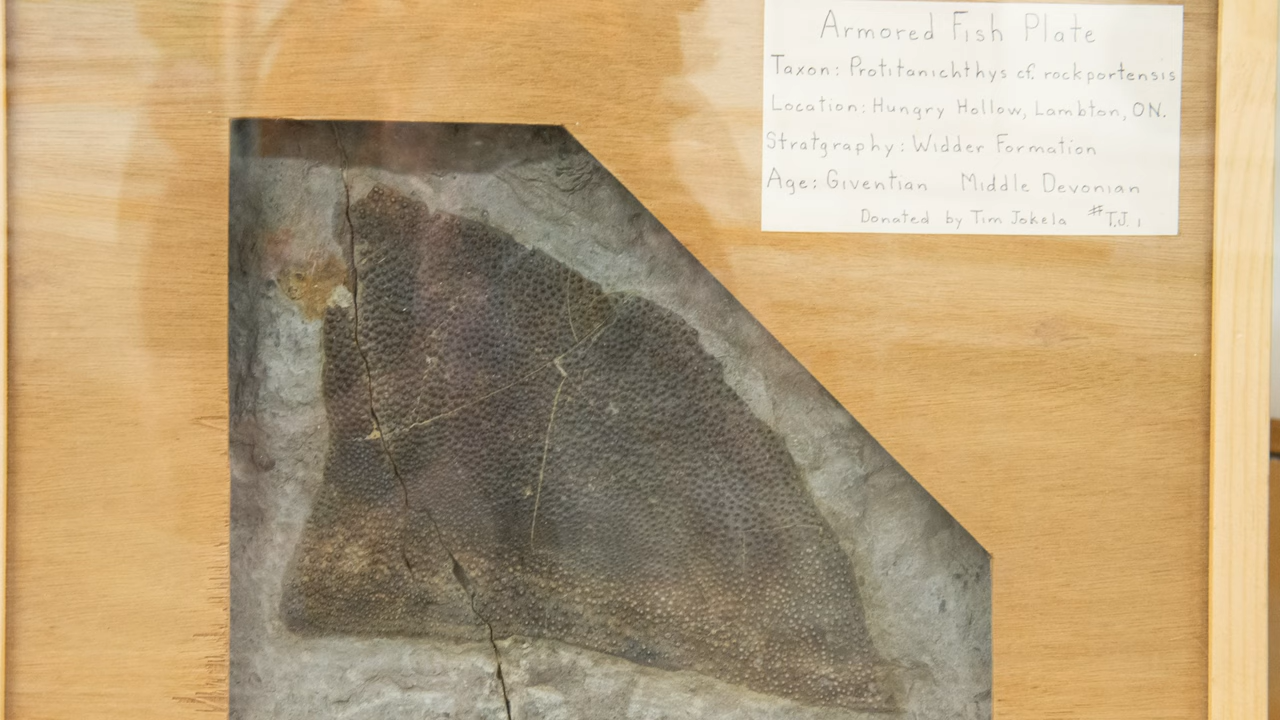 Armored Fish Plate
Taxon: Protitanichthys cf. rockportensis
Location: Hungry Hollow, Lambton, ON.
Stratgraphy: Widder Formation
Age: Giventian Middle Devonian
Donated by Tim Jokela #T.J. 1